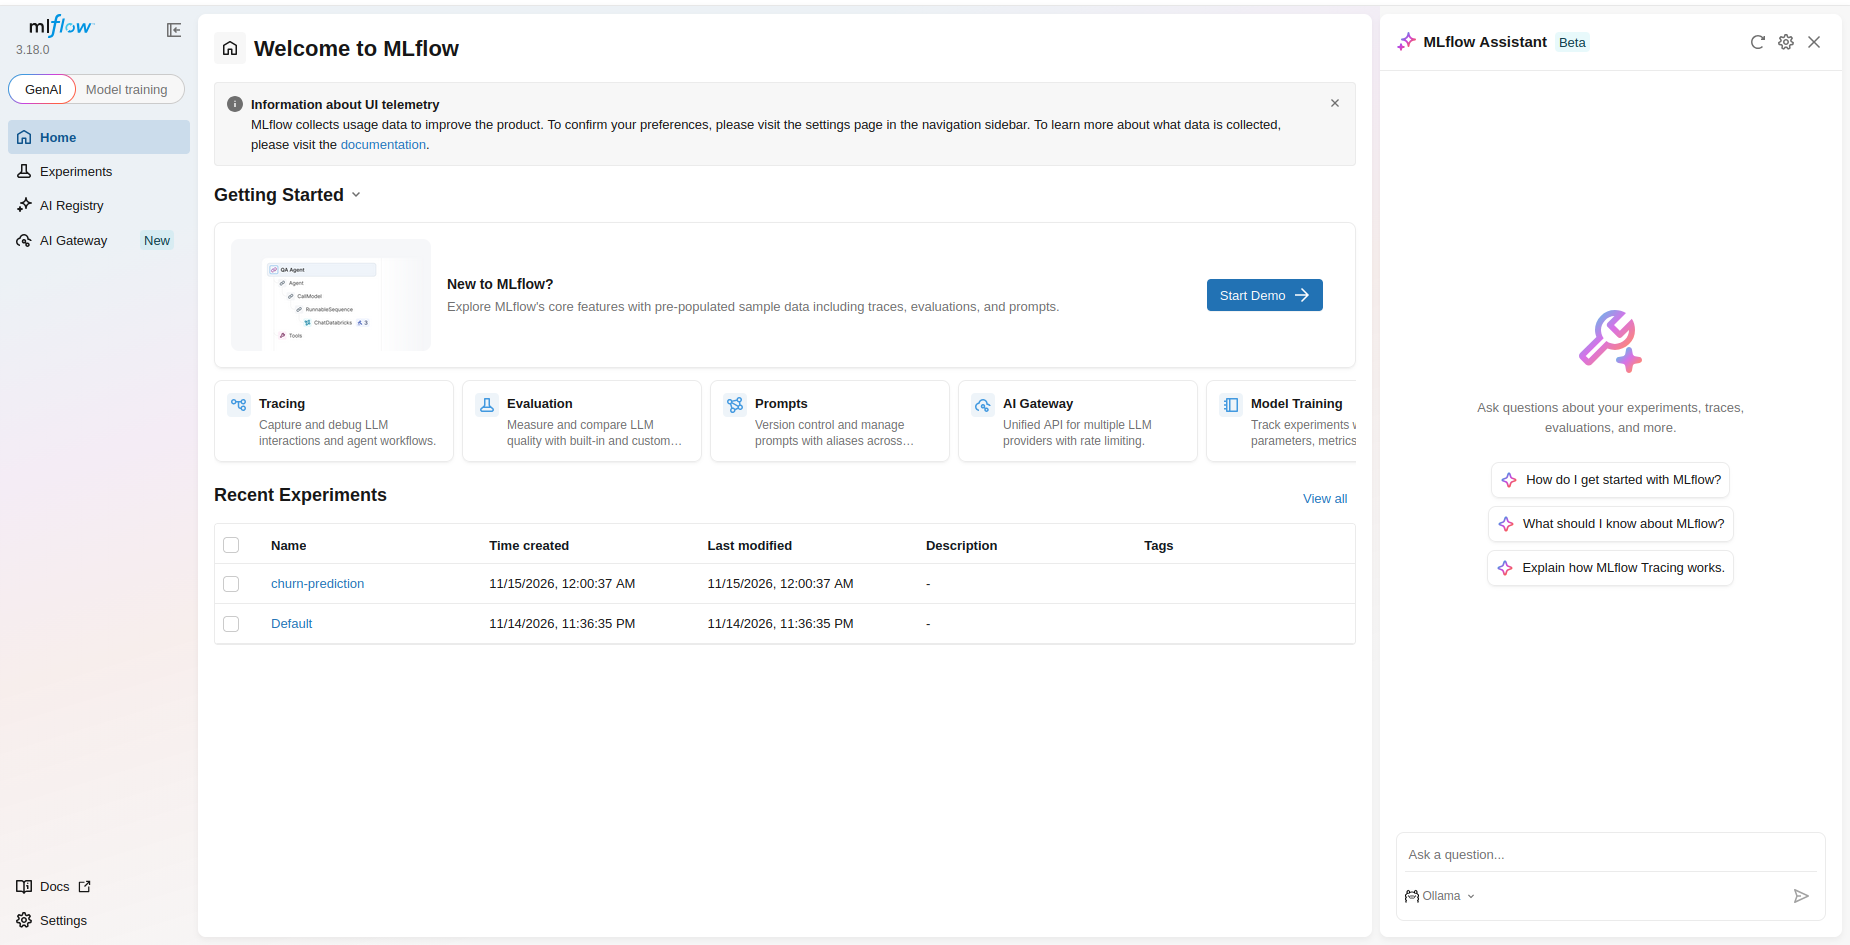 mlflow
3.18.0
GenAI
Model training
Home
Experiments
AI Registry
AI Gateway
New
Docs
Settings
Welcome to MLflow
Information about UI telemetry
MLflow collects usage data to improve the product. To confirm your preferences, please visit the settings page in the navigation sidebar. To learn more about what data is collected,
please visit the documentation.
Getting Started
QA Agent
Agent
CallModel
RunnableSequence
ChatDatabricks 3
Tools
New to MLflow?
Explore MLflow's core features with pre-populated sample data including traces, evaluations, and prompts.
Start Demo
Tracing
Capture and debug LLM
interactions and agent workflows.
Evaluation
Measure and compare LLM
quality with built-in and custom…
Prompts
Version control and manage
prompts with aliases across…
AI Gateway
Unified API for multiple LLM
providers with rate limiting.
Model Training
Track experiments
parameters, metrics
Recent Experiments
View all
Name Time created Last modified Description Tags
churn-prediction 11/15/2026, 12:00:37 AM 11/15/2026, 12:00:37 AM -
Default 11/14/2026, 11:36:35 PM 11/14/2026, 11:36:35 PM -
MLflow Assistant Beta
Ask questions about your experiments, traces,
evaluations, and more.
How do I get started with MLflow?
What should I know about MLflow?
Explain how MLflow Tracing works.
Ask a question...
Ollama